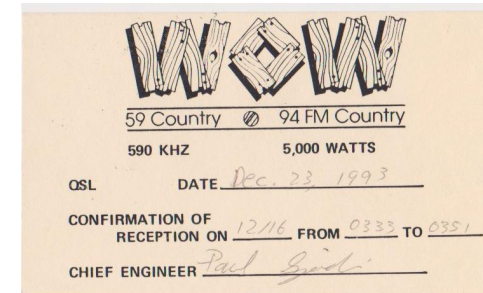 WOW
59 Country 94 FM Country
590 KHZ 5,000 WATTS
QSL DATE Dec. 23, 1993
CONFIRMATION OF
RECEPTION ON 12/16 FROM 0333 TO 0351
CHIEF ENGINEER Paul